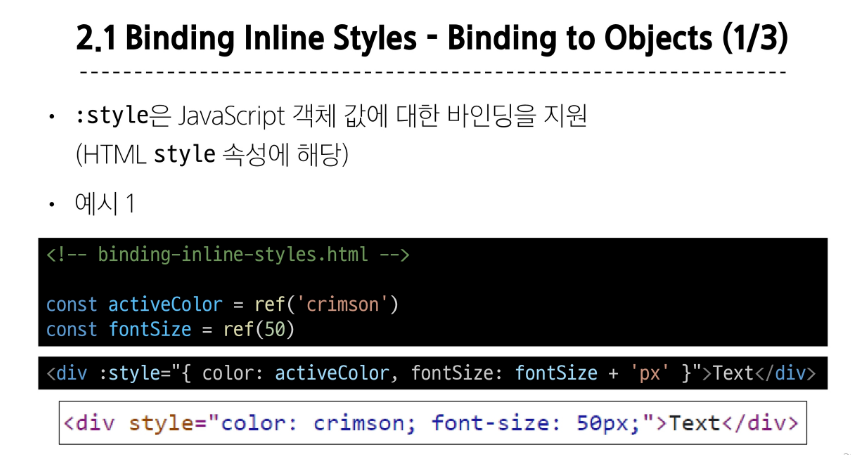 2.1 Binding Inline Styles - Binding to Objects (1/3)
• :style은 JavaScript 객체 값에 대한 바인딩을 지원
(HTML style 속성에 해당)
• 예시 1
<!-- binding-inline-styles.html -->
const activeColor = ref('crimson')
const fontSize = ref(50)
<div :style="{ color: activeColor, fontSize: fontSize + 'px' }">Text</div>
<div style="color: crimson; font-size: 50px;">Text</div>